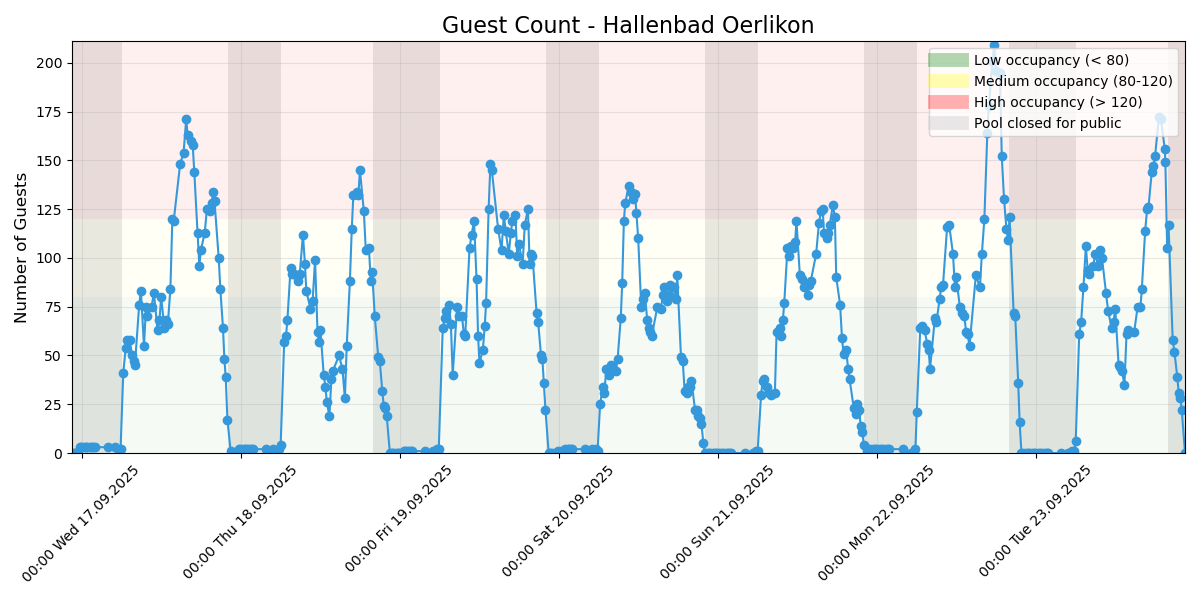 Guest Count - Hallenbad Oerlikon
Number of Guests
200
175
150
125
100
75
50
25
0
Low occupancy (< 80)
Medium occupancy (80-120)
High occupancy (> 120)
Pool closed for public
00:00 Wed 17.09.2025
00:00 Thu 18.09.2025
00:00 Fri 19.09.2025
00:00 Sat 20.09.2025
00:00 Sun 21.09.2025
00:00 Mon 22.09.2025
00:00 Tue 23.09.2025